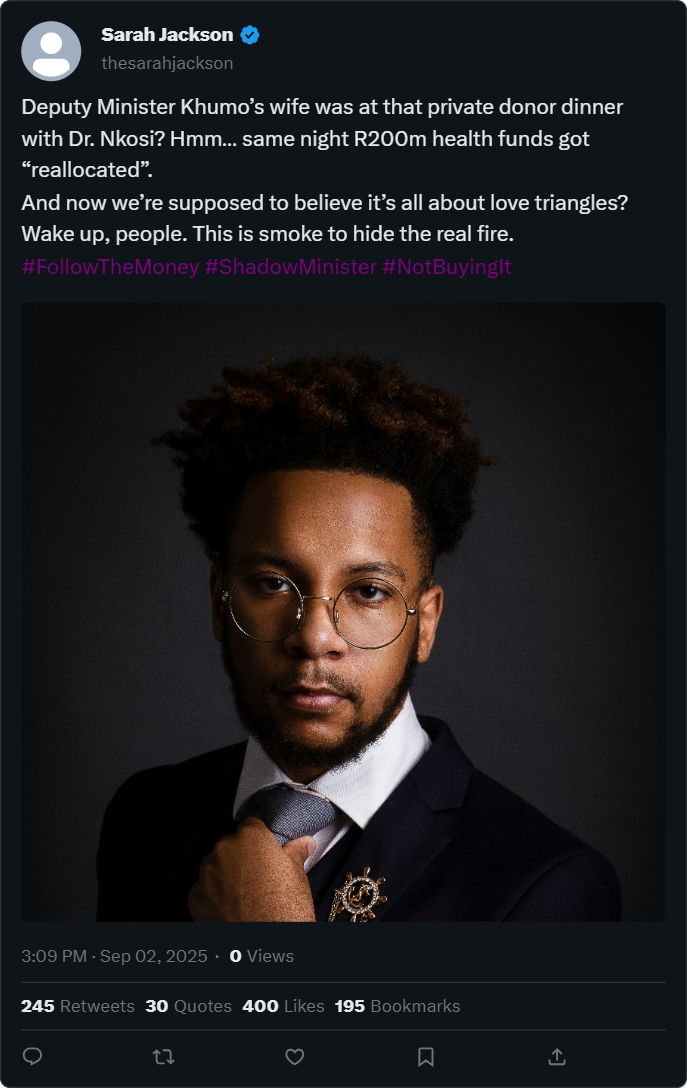 Sarah Jackson
thesarahjackson
Deputy Minister Khumo’s wife was at that private donor dinner
with Dr. Nkosi? Hmm... same night R200m health funds got
“reallocated”.
And now we’re supposed to believe it’s all about love triangles?
Wake up, people. This is smoke to hide the real fire.
#FollowTheMoney #ShadowMinister #NotBuyingIt
3:09 PM · Sep 02, 2025 · 0 Views
245 Retweets 30 Quotes 400 Likes 195 Bookmarks